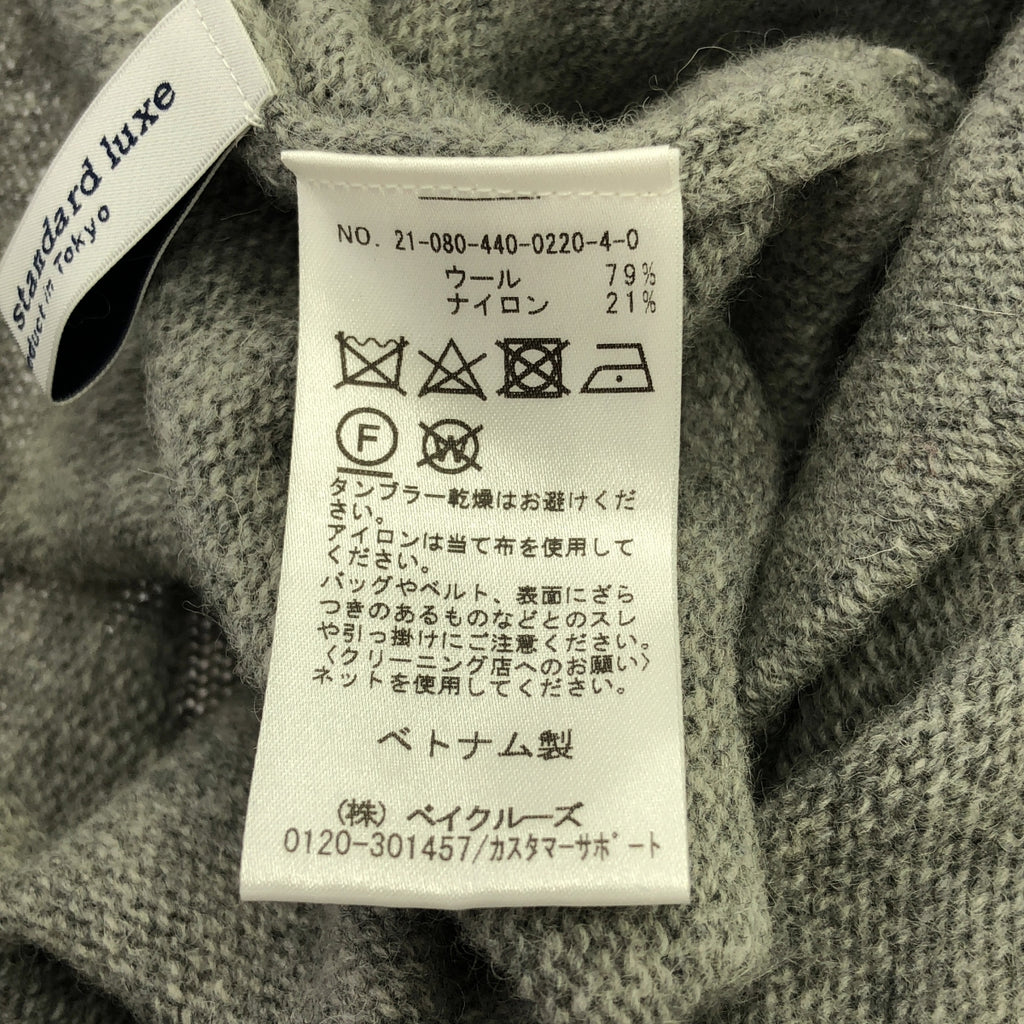 standard luxe
duct in Tokyo
NO. 21-080-440-0220-4-0
ウール 79%
ナイロン 21%
F
W
タンブラー乾燥はお避けくだ
さい。
アイロンは当て布を使用して
ください。
バッグやベルト、表面にざら
つきのあるものなどとのスレ
や引っ掛けにご注意ください。
〈クリーニング店へのお願い〉
ネットを使用してください。
ベトナム製
(株) ベイクルーズ
0120-301457/カスタマーサポート